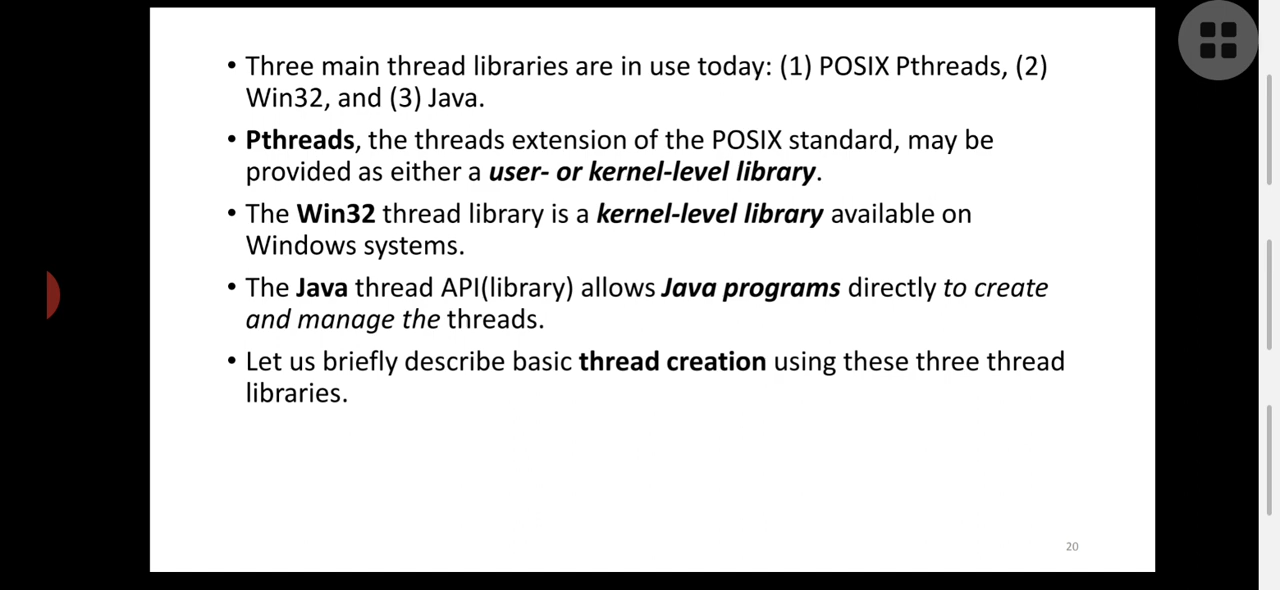 • Three main thread libraries are in use today: (1) POSIX Pthreads, (2)
Win32, and (3) Java.
• Pthreads, the threads extension of the POSIX standard, may be
provided as either a user- or kernel-level library.
• The Win32 thread library is a kernel-level library available on
Windows systems.
• The Java thread API(library) allows Java programs directly to create
and manage the threads.
• Let us briefly describe basic thread creation using these three thread
libraries.
20